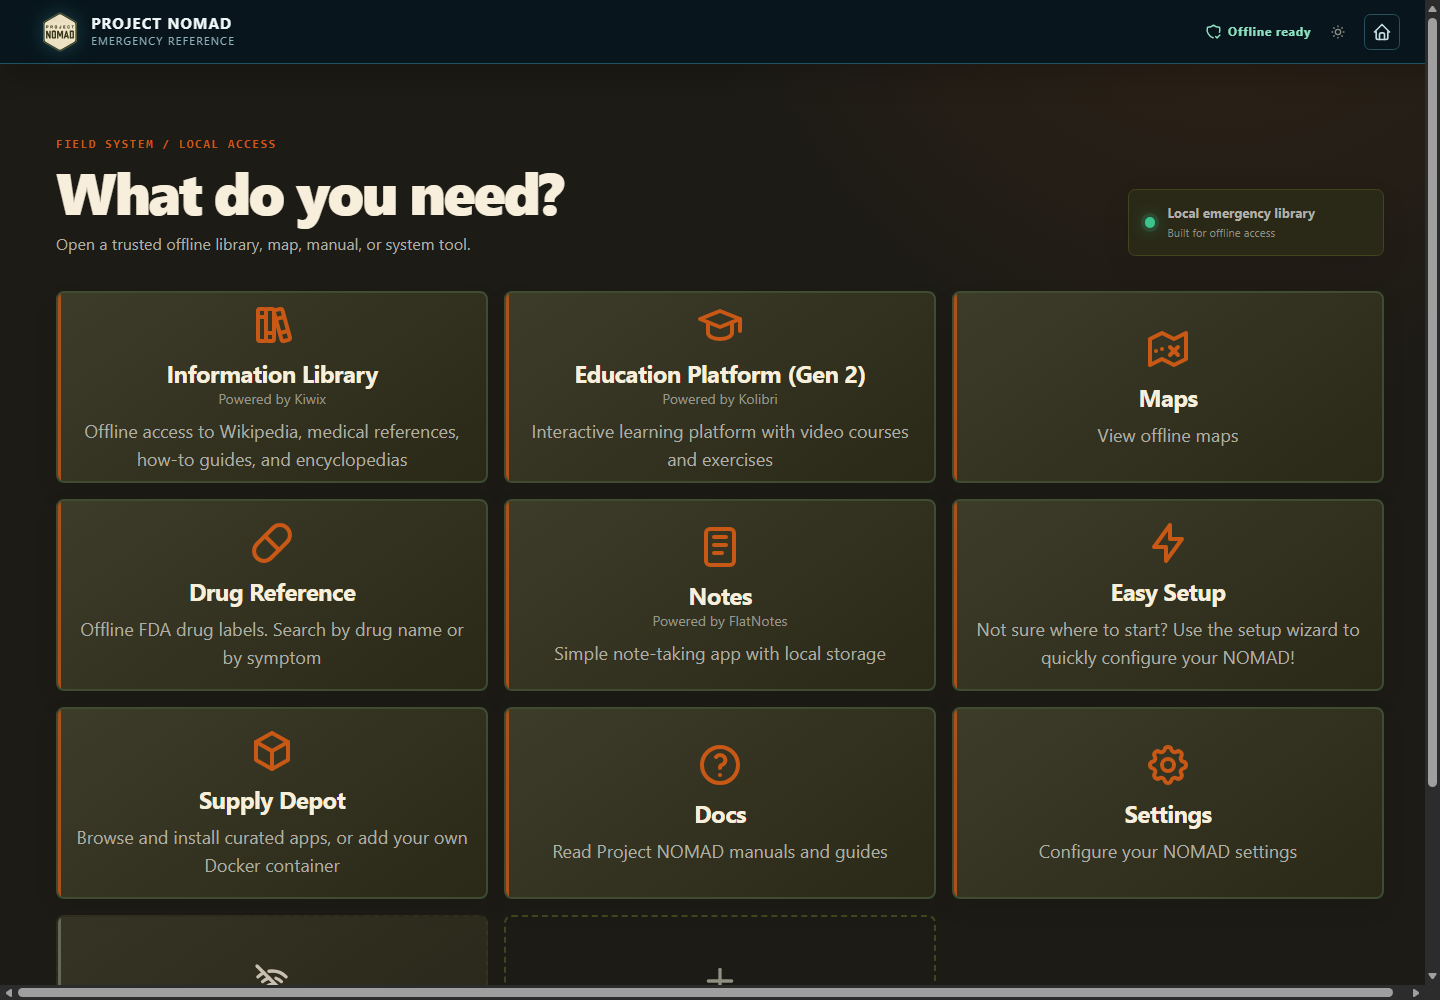 PROJECT
NOMAD
PROJECT NOMAD
EMERGENCY REFERENCE
Offline ready
FIELD SYSTEM / LOCAL ACCESS
What do you need?
Open a trusted offline library, map, manual, or system tool.
Local emergency library
Built for offline access
Information Library
Powered by Kiwix
Offline access to Wikipedia, medical references,
how-to guides, and encyclopedias
Education Platform (Gen 2)
Powered by Kolibri
Interactive learning platform with video courses
and exercises
Maps
View offline maps
Drug Reference
Offline FDA drug labels. Search by drug name or
by symptom
Notes
Powered by FlatNotes
Simple note-taking app with local storage
Easy Setup
Not sure where to start? Use the setup wizard to
quickly configure your NOMAD!
Supply Depot
Browse and install curated apps, or add your own
Docker container
Docs
Read Project NOMAD manuals and guides
Settings
Configure your NOMAD settings